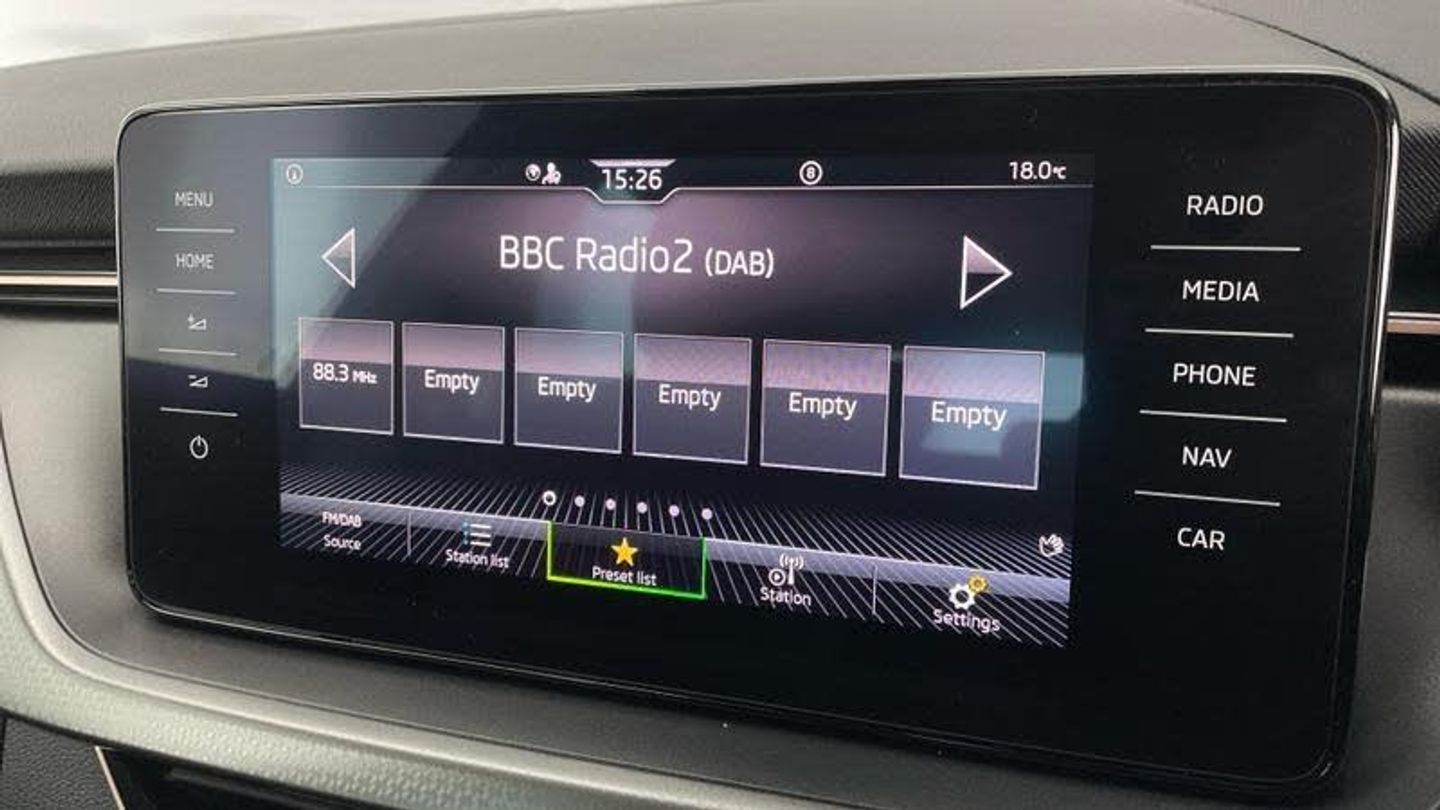 MENU
HOME
15:26
8
18.0°C
BBC Radio2 (DAB)
88.3 MHz
Empty
Empty
Empty
Empty
Empty
FM/DAB
Source
Station list
Preset list
Station
Settings
RADIO
MEDIA
PHONE
NAV
CAR